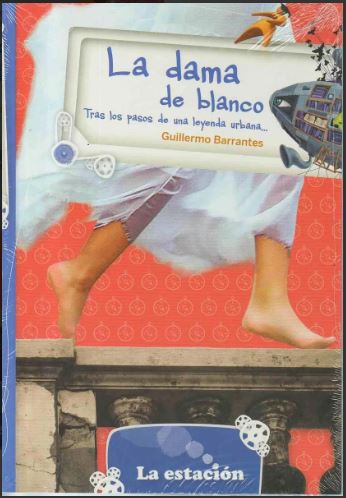 La dama
de blanco
Tras los pasos de una leyenda urbana...
Guillermo Barrantes
La estación